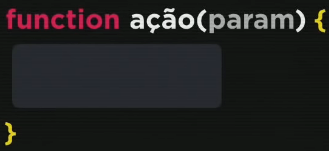 function ação(param) {
}